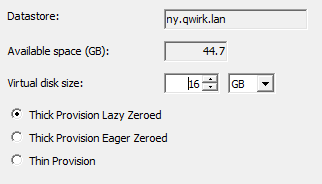 Datastore: ny.qwirk.lan
Available space (GB): 44.7
Virtual disk size: 16 GB
Thick Provision Lazy Zeroed
Thick Provision Eager Zeroed
Thin Provision